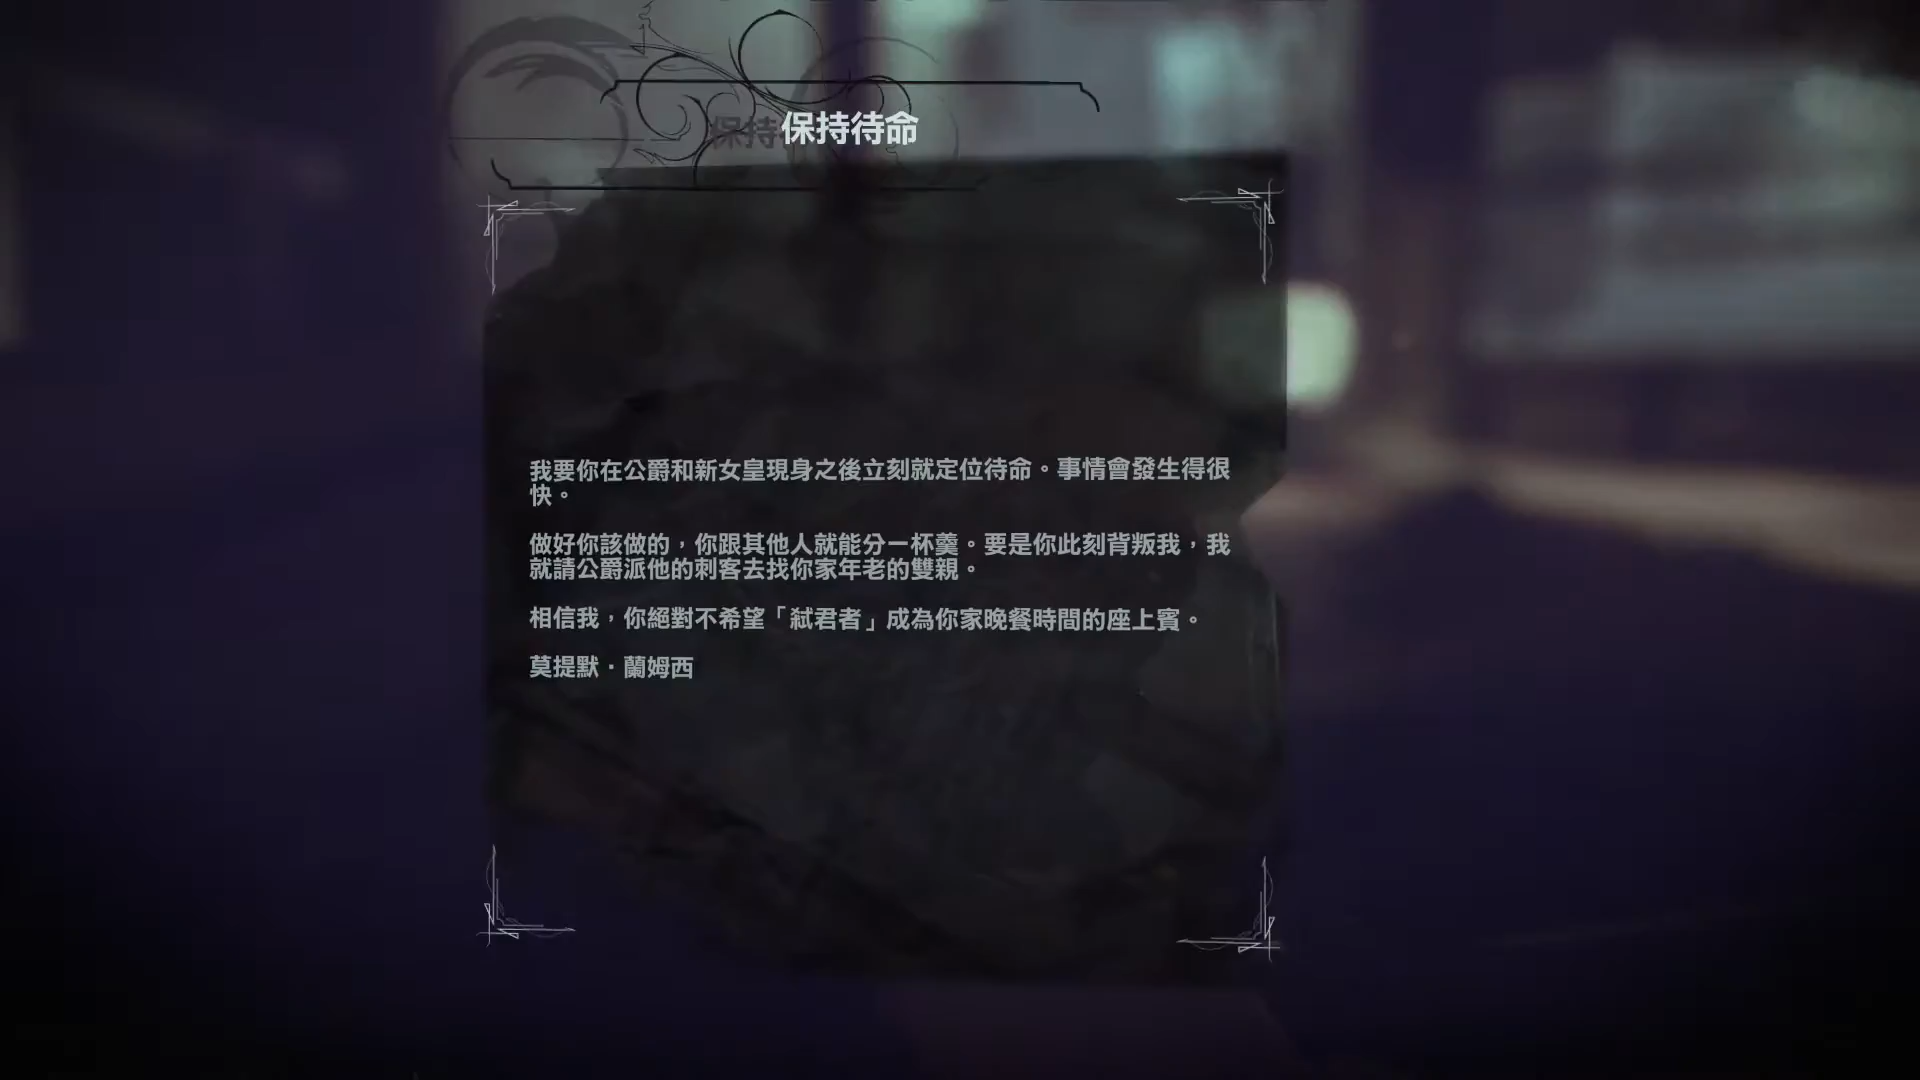 保持待命
我要你在公爵和新女皇現身之後立刻就定位待命。事情會發生得很
快。
做好你該做的，你跟其他人就能分一杯羹。要是你此刻背叛我，我
就請公爵派他的刺客去找你家年老的雙親。
相信我，你絕對不希望「弒君者」成為你家晚餐時間的座上賓。
莫提默・蘭姆西